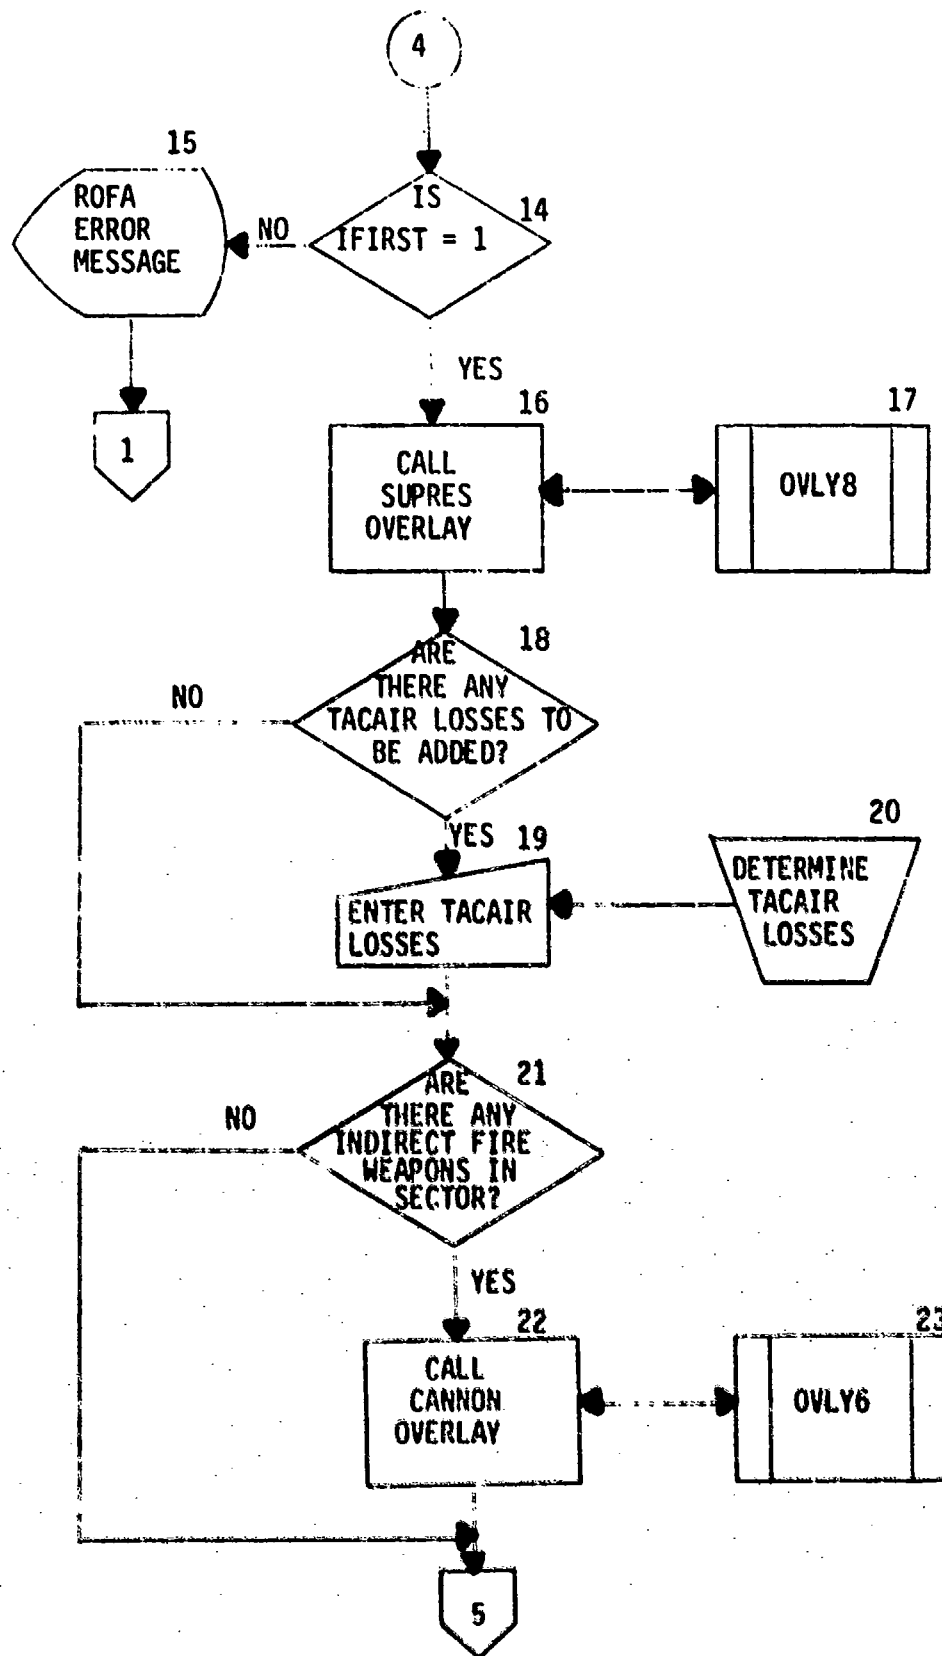 4
15
ROFA
ERROR
MESSAGE
NO
IS
IFIRST = 1
14
1
YES
16
CALL
SUPRES
OVERLAY
17
OVLY8
18
ARE
THERE ANY
TACAIR LOSSES TO
BE ADDED?
NO
YES
19
ENTER TACAIR
LOSSES
20
DETERMINE
TACAIR
LOSSES
21
ARE
THERE ANY
INDIRECT FIRE
WEAPONS IN
SECTOR?
NO
YES
22
CALL
CANNON
OVERLAY
23
OVLY6
5